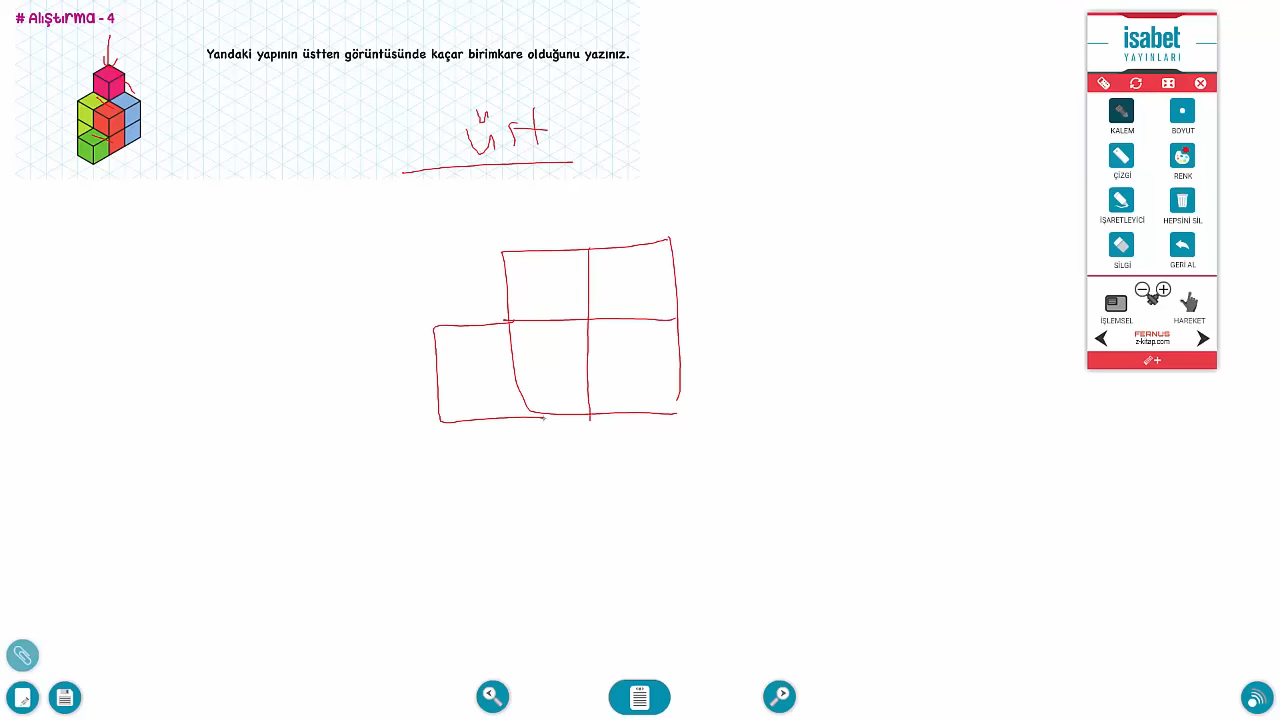 # Alıştırma - 4
Yandaki yapının üstten görüntüsünde kaçar birimkare olduğunu yazınız.
üst
isabet
YAYINLARI
KALEM
BOYUT
ÇİZGİ
RENK
İŞARETLEYİCİ
HEPSİNİ SİL
SİLGİ
GERİ AL
İŞLEMSEL
HAREKET
FERNUS
z-kitap.com